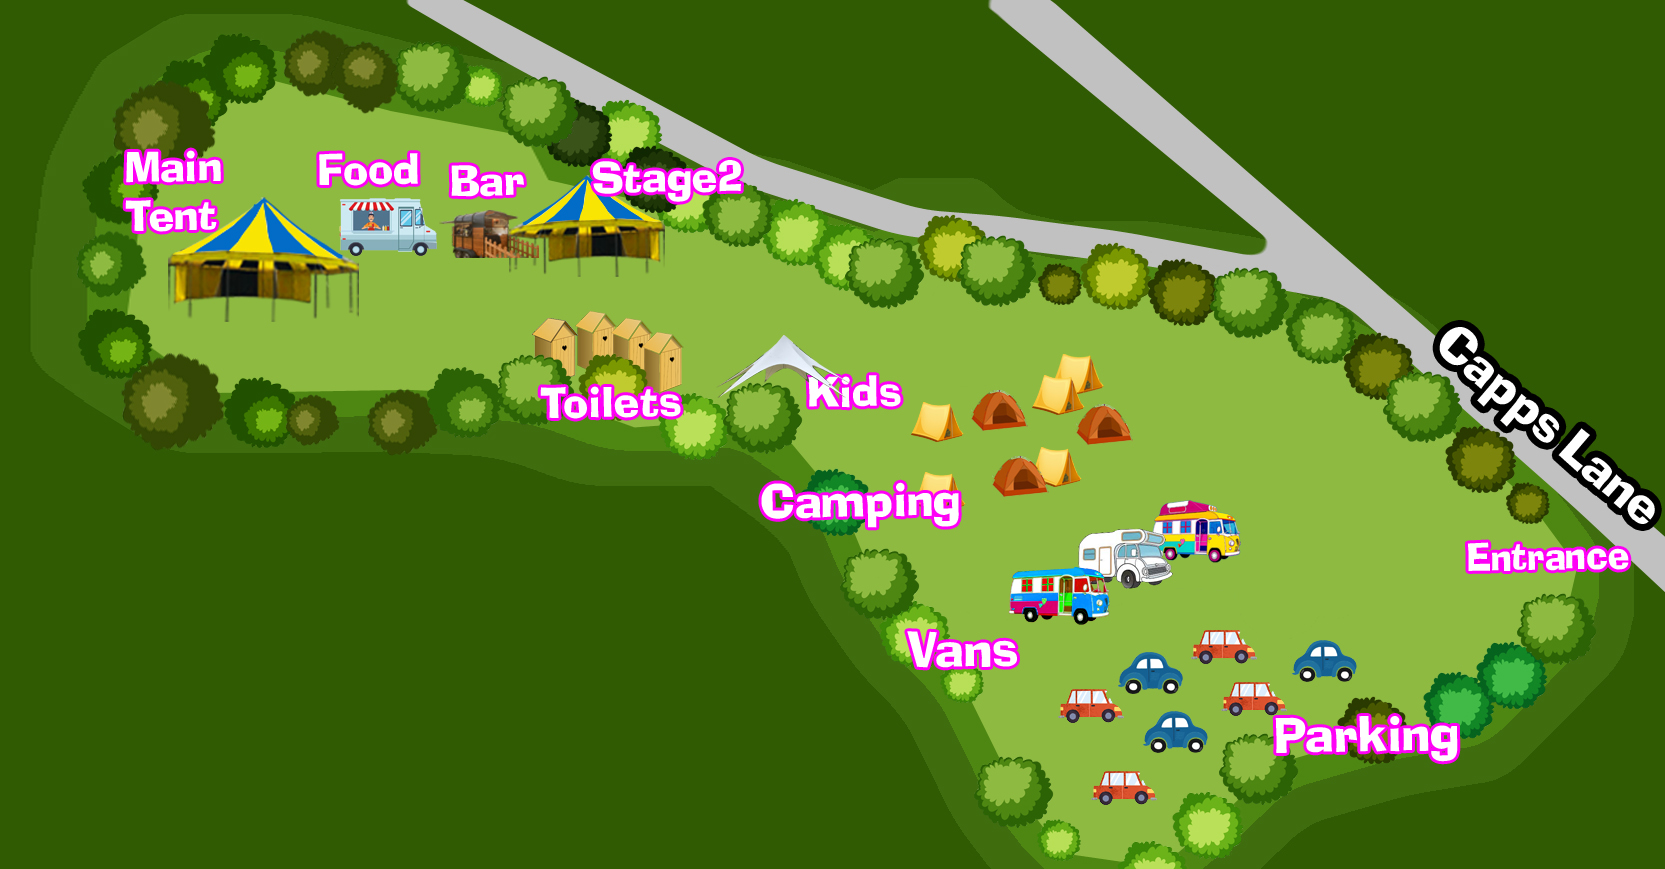 Main
Tent
Food
Bar
Stage2
Toilets
Kids
Capps Lane
Camping
Entrance
Vans
Parking